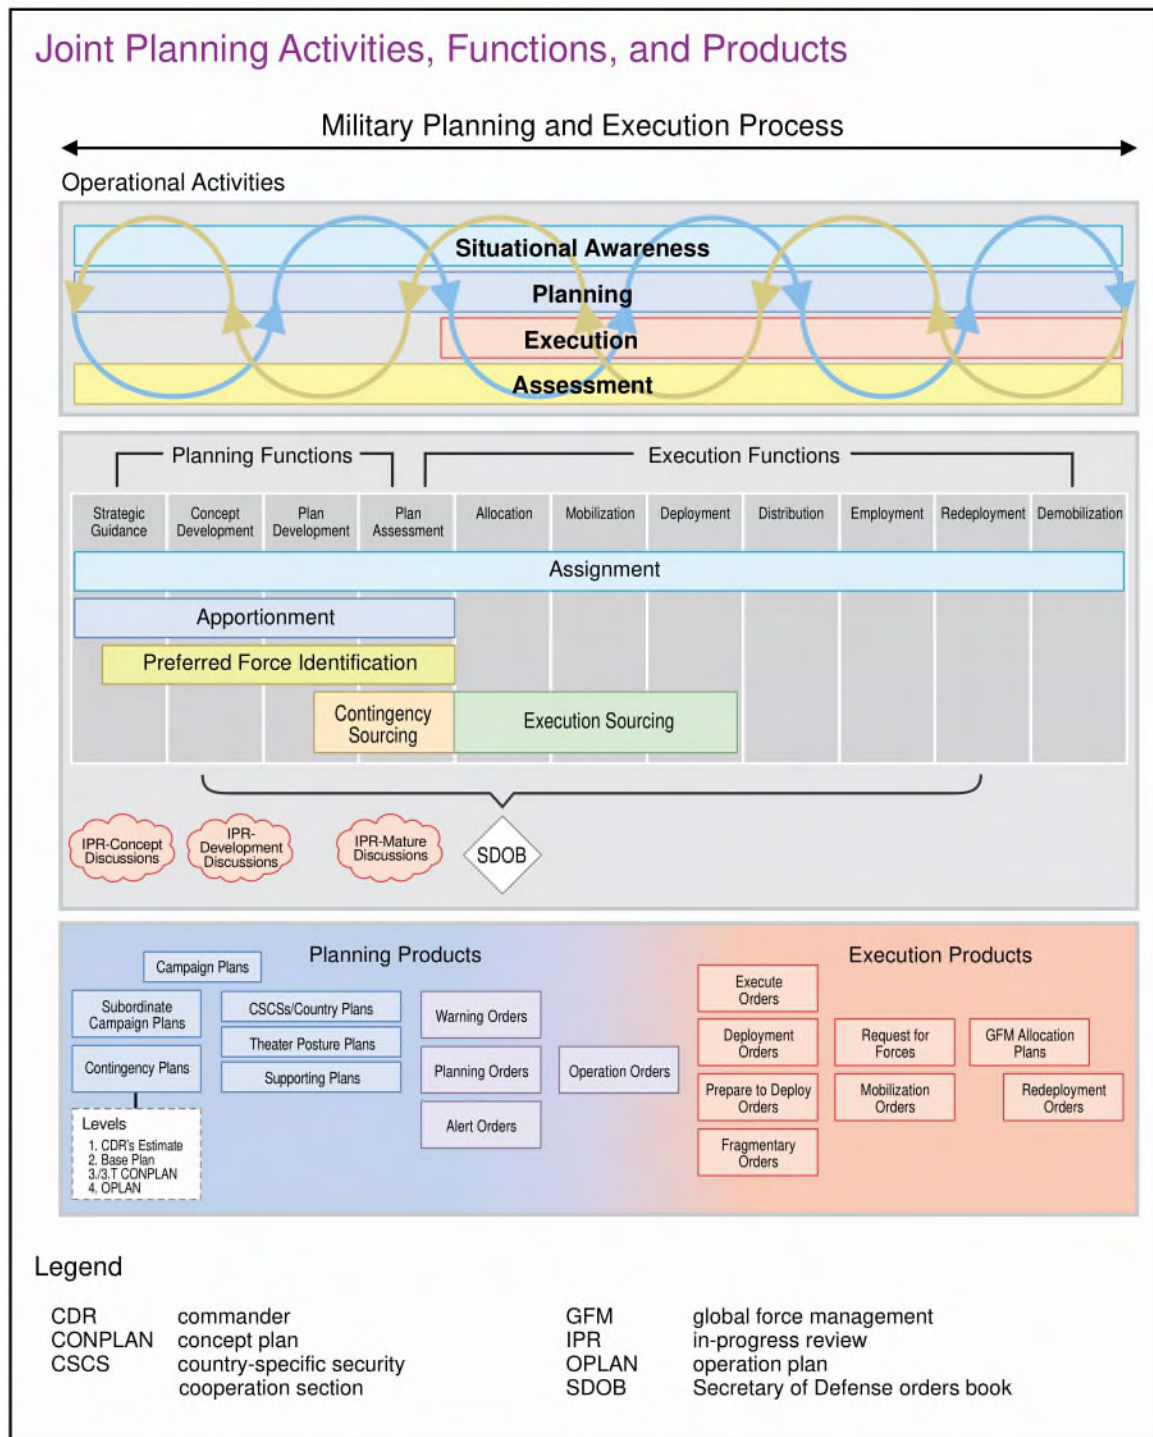 Joint Planning Activities, Functions, and Products
Military Planning and Execution Process
Operational Activities
Situational Awareness
Planning
Execution
Assessment
Planning Functions
Execution Functions
Strategic
Guidance
Concept
Development
Plan
Development
Plan
Assessment
Allocation
Mobilization
Deployment
Distribution
Employment
Redeployment
Demobilization
Assignment
Apportionment
Preferred Force Identification
Contingency
Sourcing
Execution Sourcing
IPR-Concept
Discussions
IPR-
Development
Discussions
IPR-Mature
Discussions
SDOB
Planning Products
Execution Products
Campaign Plans
Subordinate
Campaign Plans
Contingency Plans
Levels
1. CDR's Estimate
2. Base Plan
3./3.T CONPLAN
4. OPLAN
CSCSs/Country Plans
Theater Posture Plans
Supporting Plans
Warning Orders
Planning Orders
Alert Orders
Operation Orders
Execute
Orders
Deployment
Orders
Prepare to Deploy
Orders
Fragmentary
Orders
Request for
Forces
Mobilization
Orders
GFM Allocation
Plans
Redeployment
Orders
Legend
CDR commander
CONPLAN concept plan
CSCS country-specific security
cooperation section
GFM global force management
IPR in-progress review
OPLAN operation plan
SDOB Secretary of Defense orders book